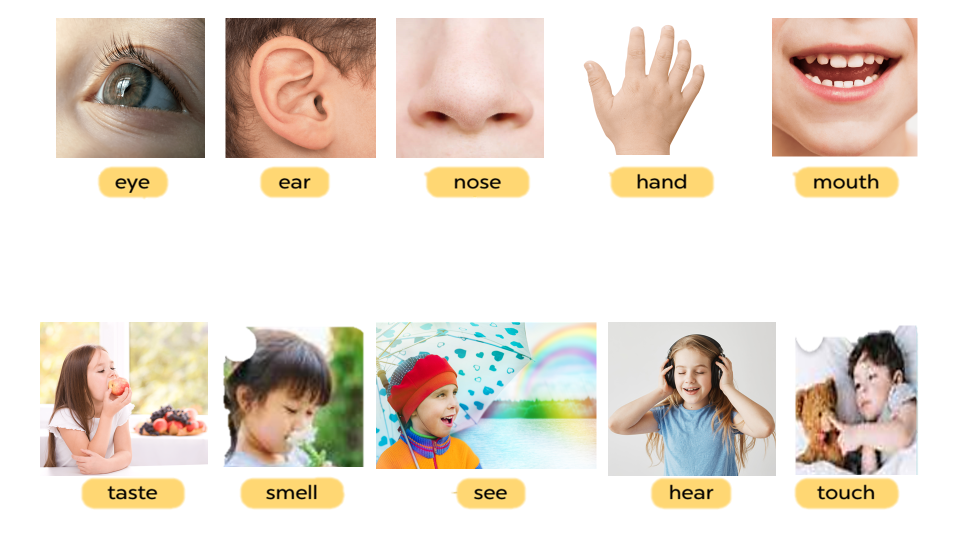 eye
ear
nose
hand
mouth
taste
smell
see
hear
touch